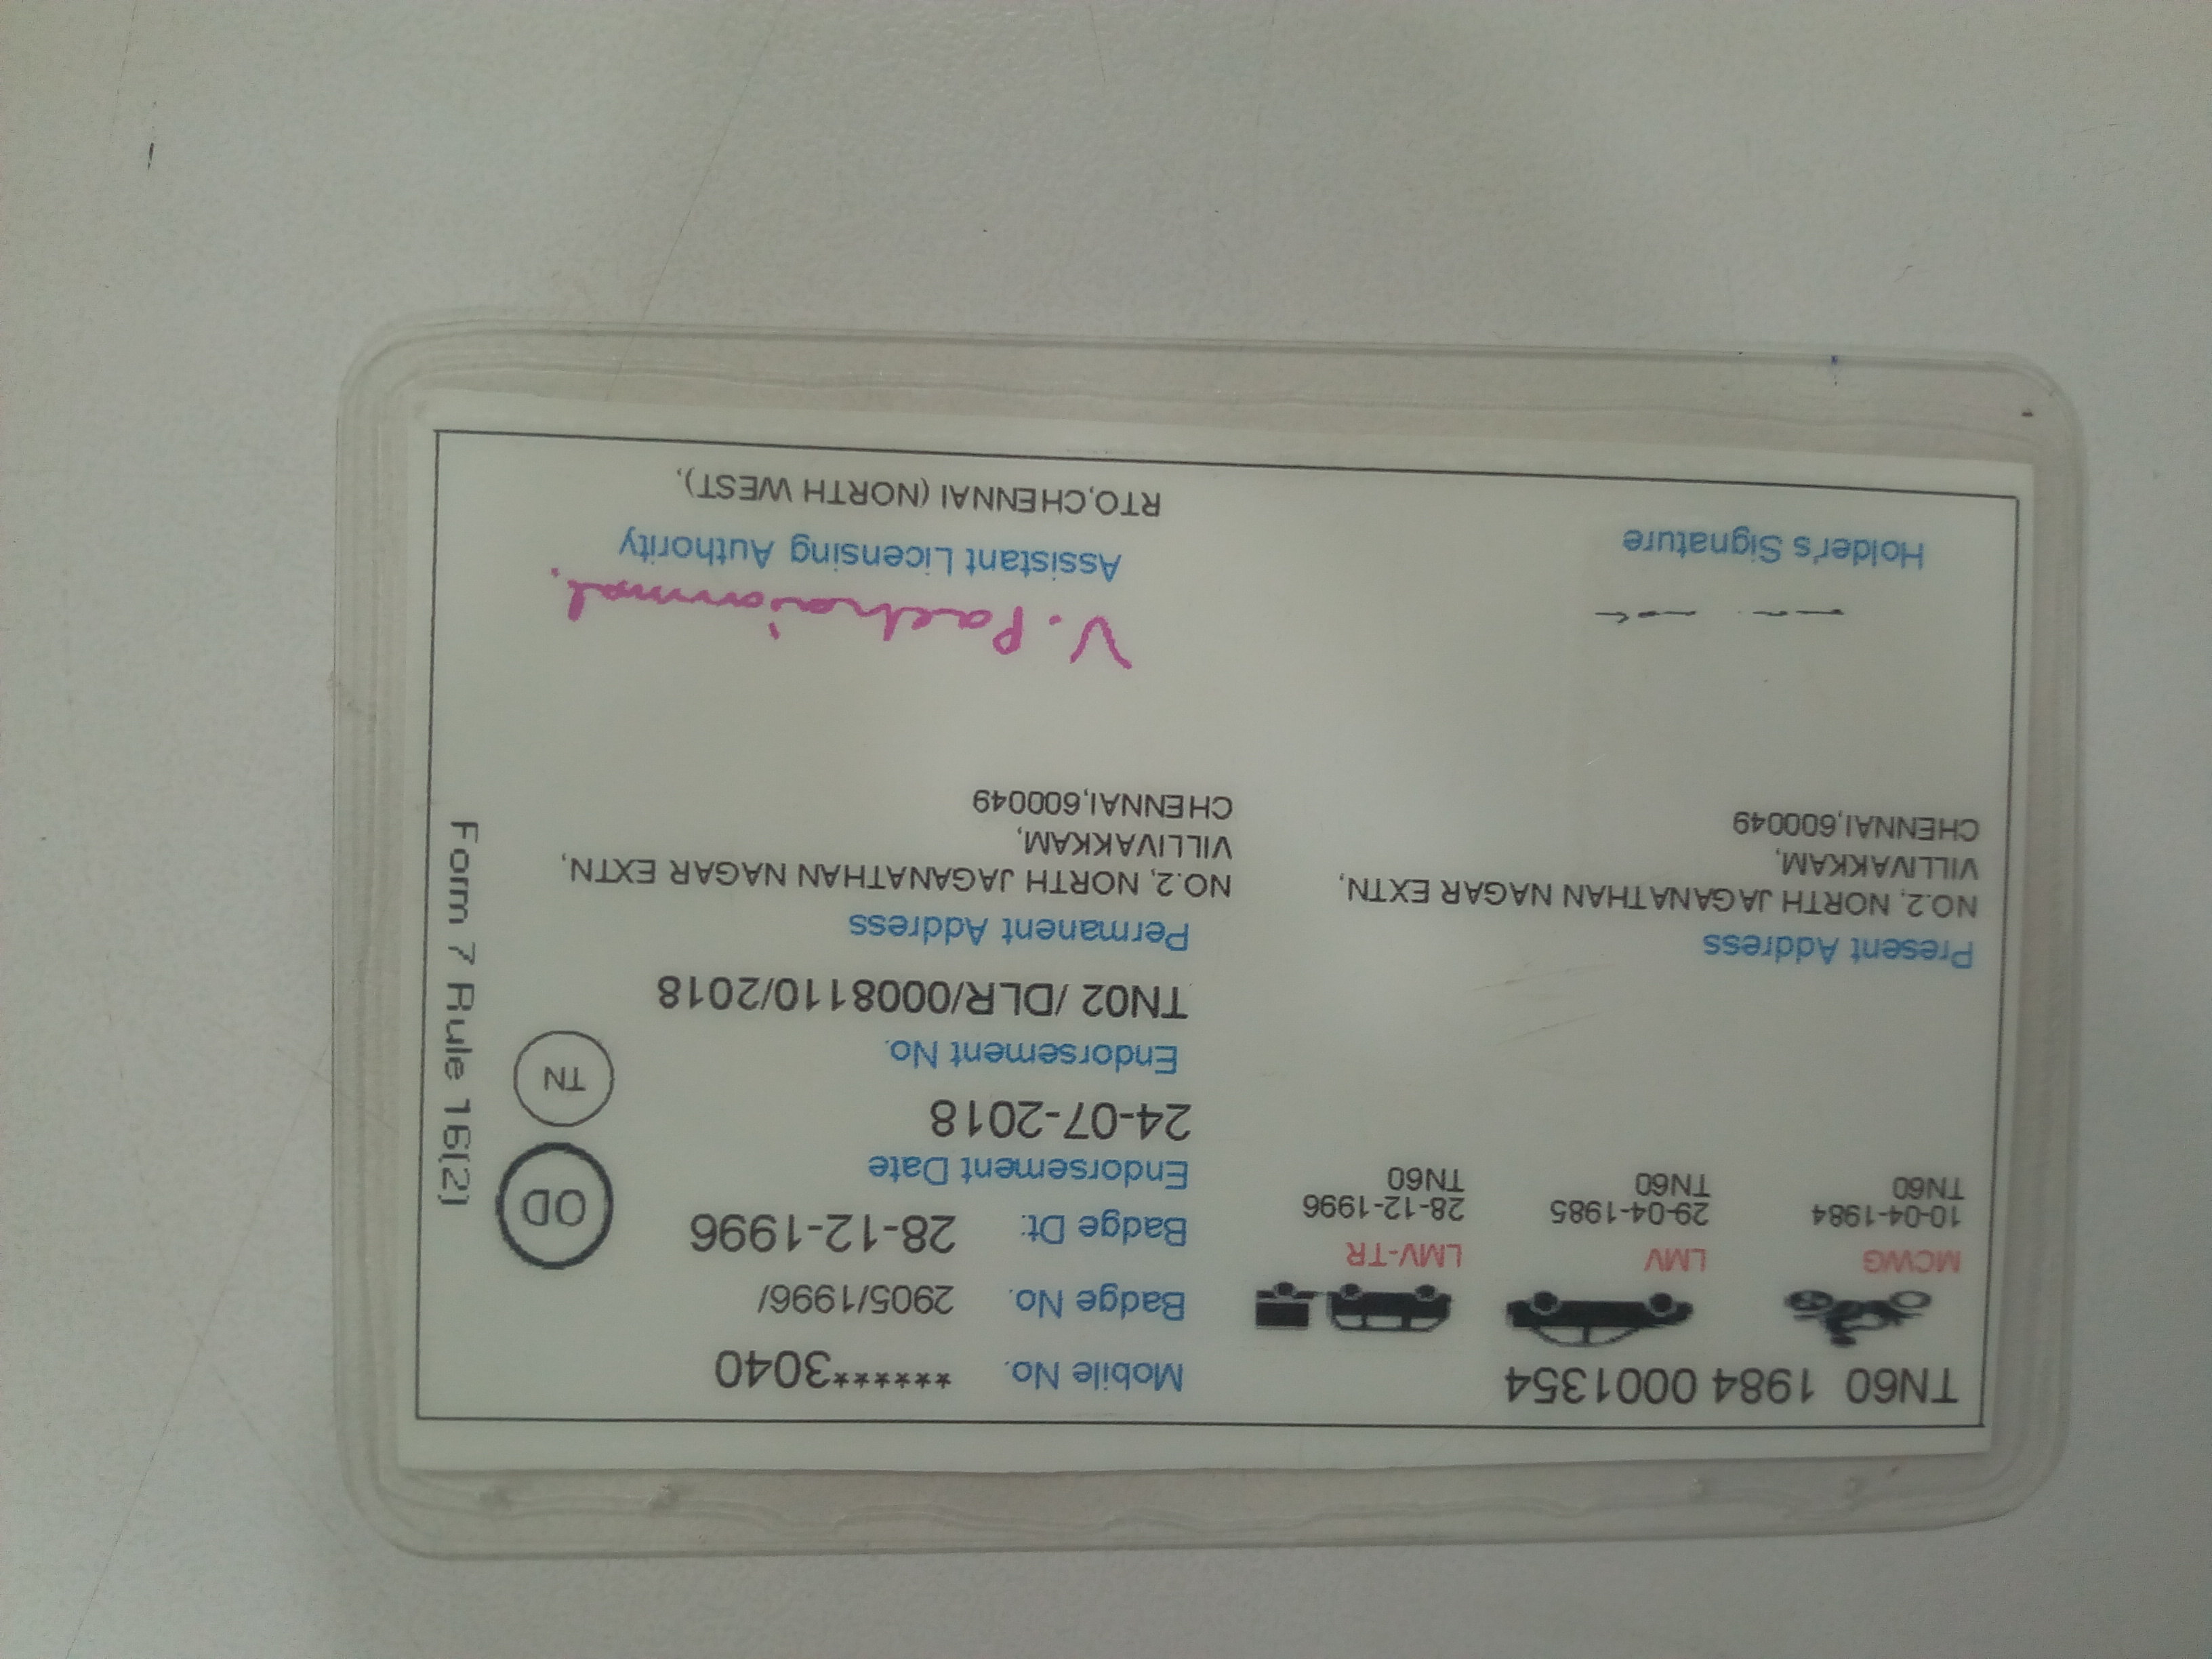 TN60 1984 0001354
MCWG
10-04-1984
TN60
LMV
29-04-1985
TN60
LMV-TR
28-12-1996
TN60
Mobile No. ******3040
Badge No. 2905/1996/
Badge Dt. 28-12-1996
Endorsement Date
24-07-2018
Endorsement No.
TN02 /DLR/0008110/2018
OD
TN
Form 7 Rule 16(2)
Present Address
NO.2, NORTH JAGANATHAN NAGAR EXTN,
VILLIVAKKAM,
CHENNAI,600049
Permanent Address
NO.2, NORTH JAGANATHAN NAGAR EXTN,
VILLIVAKKAM,
CHENNAI,600049
Holder's Signature
V.
Assistant Licensing Authority
RTO,CHENNAI (NORTH WEST),